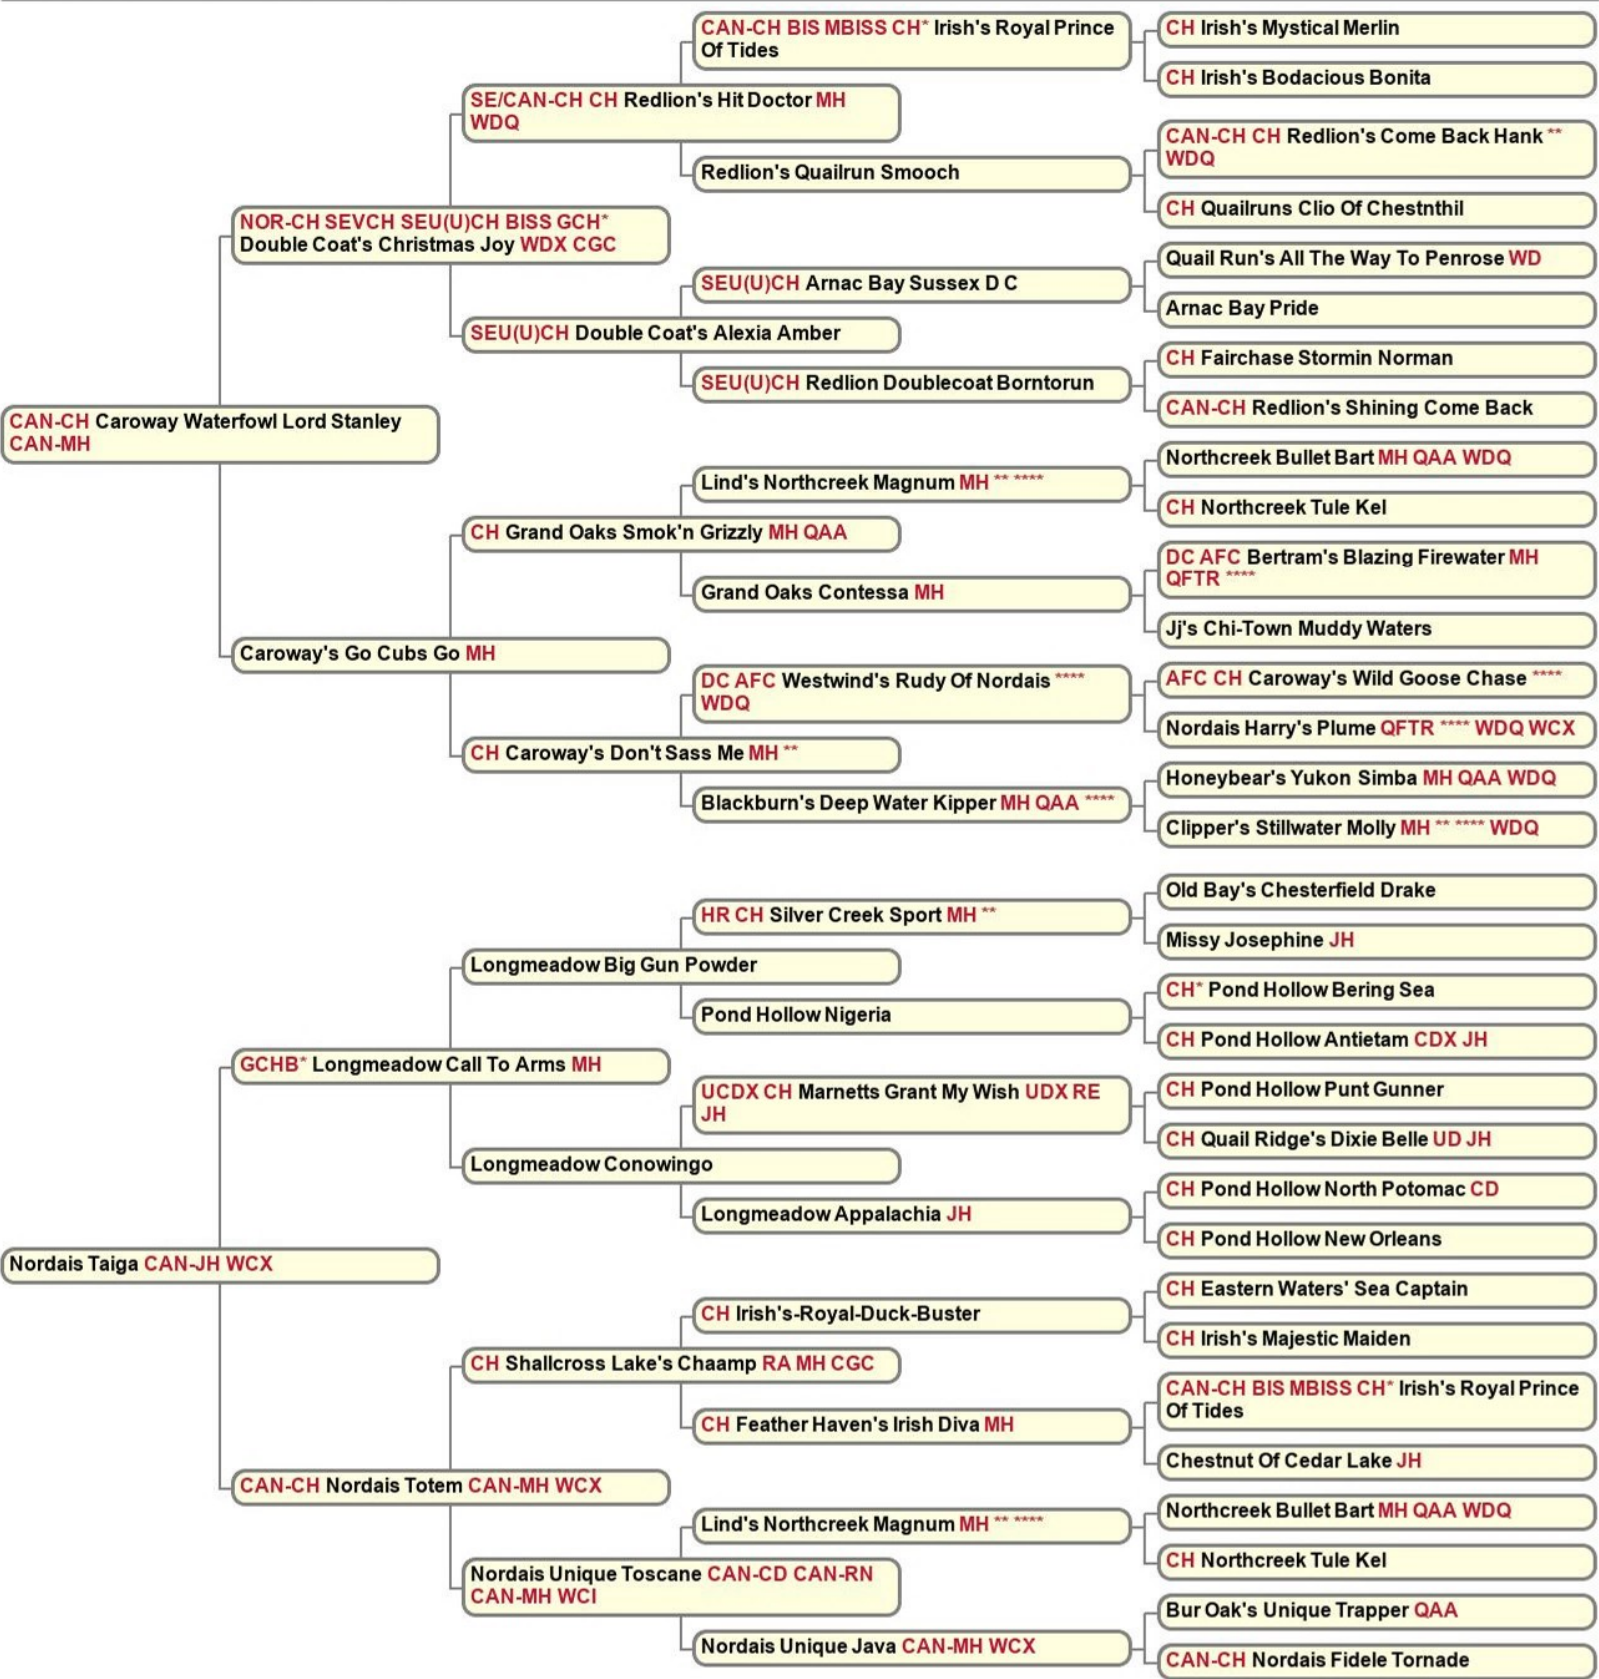 CAN-CH BIS MBISS CH* Irish's Royal Prince
Of Tides
CH Irish's Mystical Merlin
CH Irish's Bodacious Bonita
SE/CAN-CH CH Redlion's Hit Doctor MH
WDQ
CAN-CH CH Redlion's Come Back Hank **
WDQ
Redlion's Quailrun Smooch
CH Quailruns Clio Of Chestnthil
NOR-CH SEVCH SEU(U)CH BISS GCH*
Double Coat's Christmas Joy WDX CGC
Quail Run's All The Way To Penrose WD
SEU(U)CH Arnac Bay Sussex D C
Arnac Bay Pride
SEU(U)CH Double Coat's Alexia Amber
CH Fairchase Stormin Norman
SEU(U)CH Redlion Doublecoat Borntorun
CAN-CH Redlion's Shining Come Back
CAN-CH Caroway Waterfowl Lord Stanley
CAN-MH
Northcreek Bullet Bart MH QAA WDQ
Lind's Northcreek Magnum MH ** ****
CH Northcreek Tule Kel
CH Grand Oaks Smok'n Grizzly MH QAA
DC AFC Bertram's Blazing Firewater MH
QFTR ****
Grand Oaks Contessa MH
Jj's Chi-Town Muddy Waters
Caroway's Go Cubs Go MH
DC AFC Westwind's Rudy Of Nordais ****
WDQ
AFC CH Caroway's Wild Goose Chase ****
Nordais Harry's Plume QFTR **** WDQ WCX
CH Caroway's Don't Sass Me MH **
Honeybear's Yukon Simba MH QAA WDQ
Blackburn's Deep Water Kipper MH QAA ****
Clipper's Stillwater Molly MH ** **** WDQ
Old Bay's Chesterfield Drake
HR CH Silver Creek Sport MH **
Missy Josephine JH
Longmeadow Big Gun Powder
CH* Pond Hollow Bering Sea
Pond Hollow Nigeria
CH Pond Hollow Antietam CDX JH
GCHB* Longmeadow Call To Arms MH
UCDX CH Marnetts Grant My Wish UDX RE
JH
CH Pond Hollow Punt Gunner
CH Quail Ridge's Dixie Belle UD JH
Longmeadow Conowingo
CH Pond Hollow North Potomac CD
Longmeadow Appalachia JH
CH Pond Hollow New Orleans
Nordais Taiga CAN-JH WCX
CH Eastern Waters' Sea Captain
CH Irish's-Royal-Duck-Buster
CH Irish's Majestic Maiden
CH Shallcross Lake's Chaamp RA MH CGC
CAN-CH BIS MBISS CH* Irish's Royal Prince
Of Tides
CH Feather Haven's Irish Diva MH
Chestnut Of Cedar Lake JH
CAN-CH Nordais Totem CAN-MH WCX
Northcreek Bullet Bart MH QAA WDQ
Lind's Northcreek Magnum MH ** ****
CH Northcreek Tule Kel
Nordais Unique Toscane CAN-CD CAN-RN
CAN-MH WCI
Bur Oak's Unique Trapper QAA
Nordais Unique Java CAN-MH WCX
CAN-CH Nordais Fidele Tornade